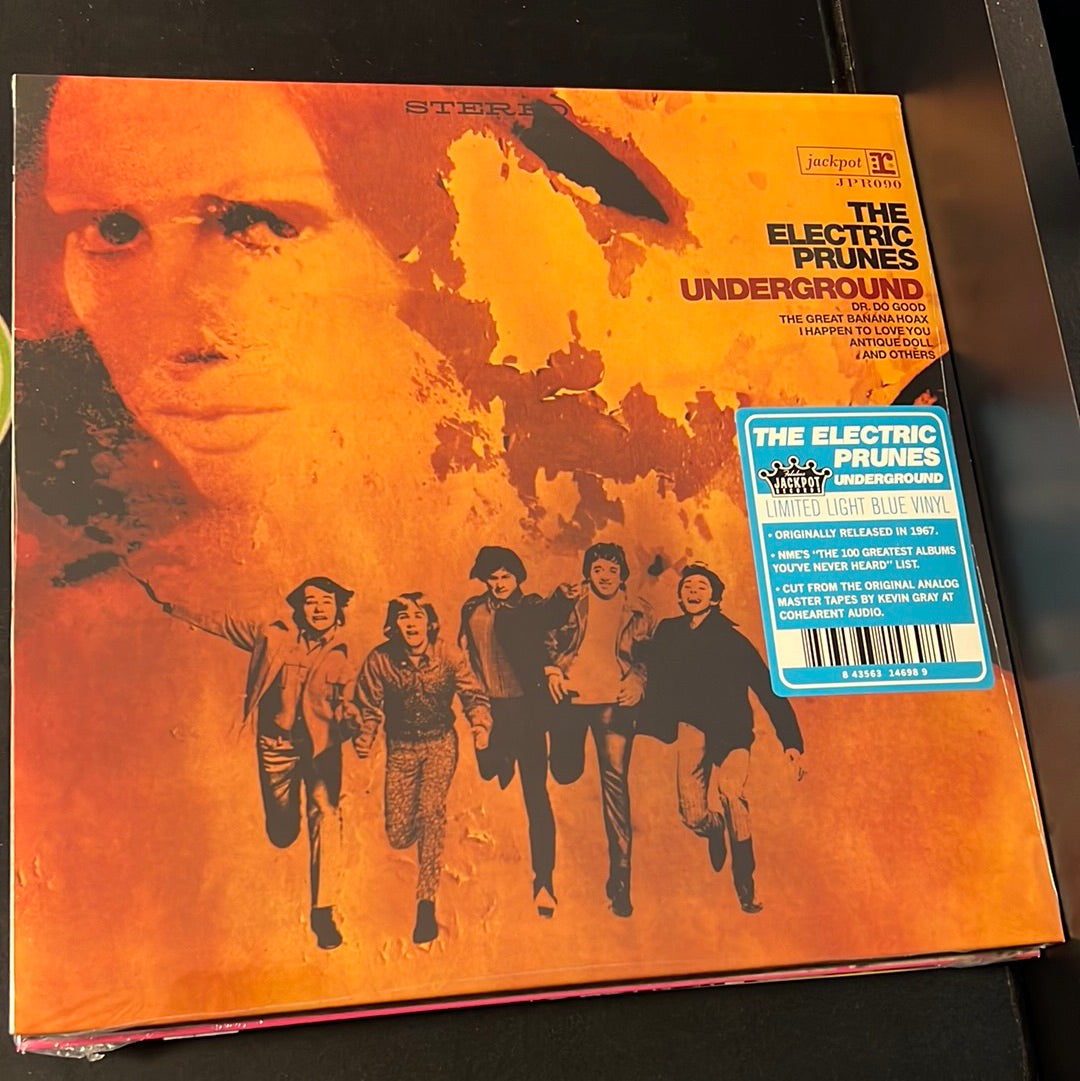 STEREO
jackpot r
JPR090
THE
ELECTRIC
PRUNES
UNDERGROUND
DR. DO GOOD
THE GREAT BANANA HOAX
I HAPPEN TO LOVE YOU
ANTIQUE DOLL
AND OTHERS
THE ELECTRIC
PRUNES
Fabulous
JACKPOT
RECORDS
UNDERGROUND
LIMITED LIGHT BLUE VINYL
• ORIGINALLY RELEASED IN 1967.
• NME'S "THE 100 GREATEST ALBUMS
YOU'VE NEVER HEARD" LIST.
• CUT FROM THE ORIGINAL ANALOG
MASTER TAPES BY KEVIN GRAY AT
COHEARENT AUDIO.
8 43563 14698 9